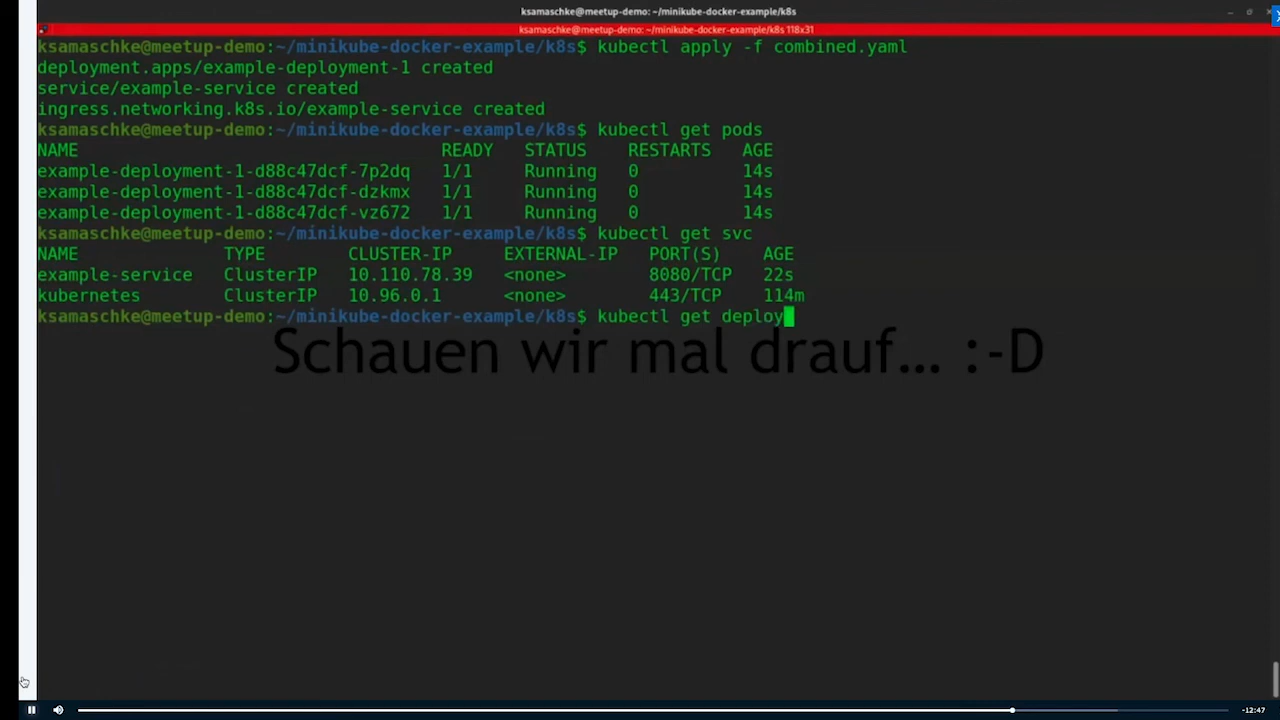 ksamaschke@meetup-demo: ~/minikube-docker-example/k8s
ksamaschke@meetup-demo: ~/minikube-docker-example/k8s 118x31
ksamaschke@meetup-demo:~/minikube-docker-example/k8s$ kubectl apply -f combined.yaml
deployment.apps/example-deployment-1 created
service/example-service created
ingress.networking.k8s.io/example-service created
ksamaschke@meetup-demo:~/minikube-docker-example/k8s$ kubectl get pods
NAME READY STATUS RESTARTS AGE
example-deployment-1-d88c47dcf-7p2dq 1/1 Running 0 14s
example-deployment-1-d88c47dcf-dzkmx 1/1 Running 0 14s
example-deployment-1-d88c47dcf-vz672 1/1 Running 0 14s
ksamaschke@meetup-demo:~/minikube-docker-example/k8s$ kubectl get svc
NAME TYPE CLUSTER-IP EXTERNAL-IP PORT(S) AGE
example-service ClusterIP 10.110.78.39 <none> 8080/TCP 22s
kubernetes ClusterIP 10.96.0.1 <none> 443/TCP 114m
ksamaschke@meetup-demo:~/minikube-docker-example/k8s$ kubectl get deploy
Schauen wir mal drauf... :-D
-12:47